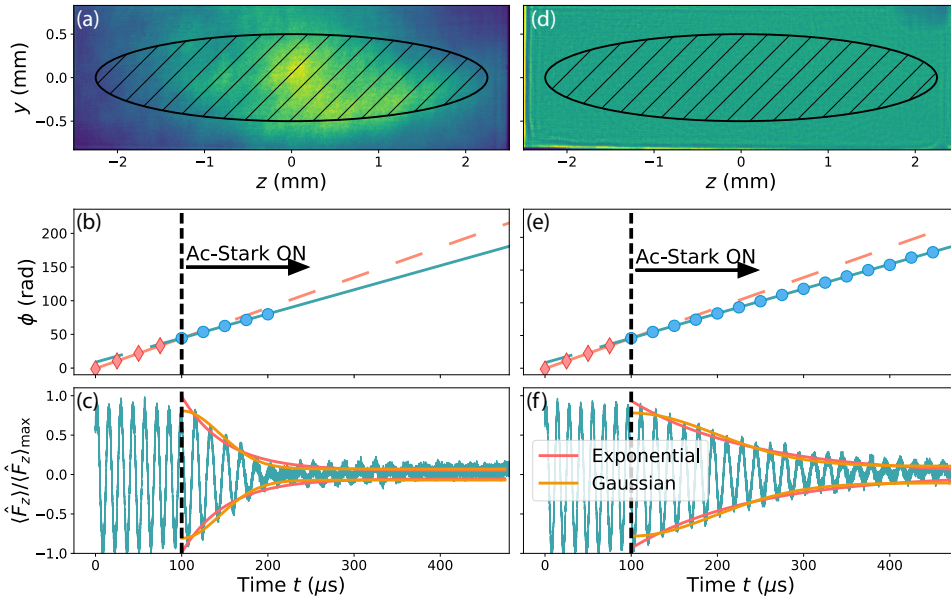 (a)
(d)
y (mm)
0.5
0.0
−0.5
−2
−1
0
1
2
z (mm)
−2
−1
0
1
2
z (mm)
(b)
(e)
ϕ (rad)
200
150
100
50
0
Ac-Stark ON
Ac-Stark ON
(c)
(f)
⟨F̂z⟩/⟨F̂z⟩max
1.0
0.5
0.0
−0.5
−1.0
Exponential
Gaussian
0
100
200
300
400
Time t (μs)
0
100
200
300
400
Time t (μs)